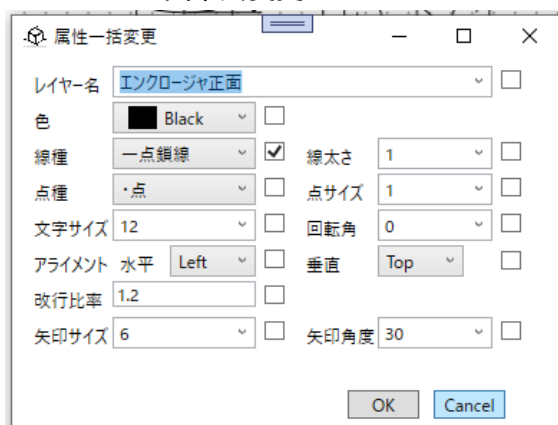 属性一括変更
レイヤー名 エンクロージャ正面
色 Black
線種 一点鎖線 線太さ 1
点種 ・点 点サイズ 1
文字サイズ 12 回転角 0
アライメント 水平 Left 垂直 Top
改行比率 1.2
矢印サイズ 6 矢印角度 30
OK Cancel